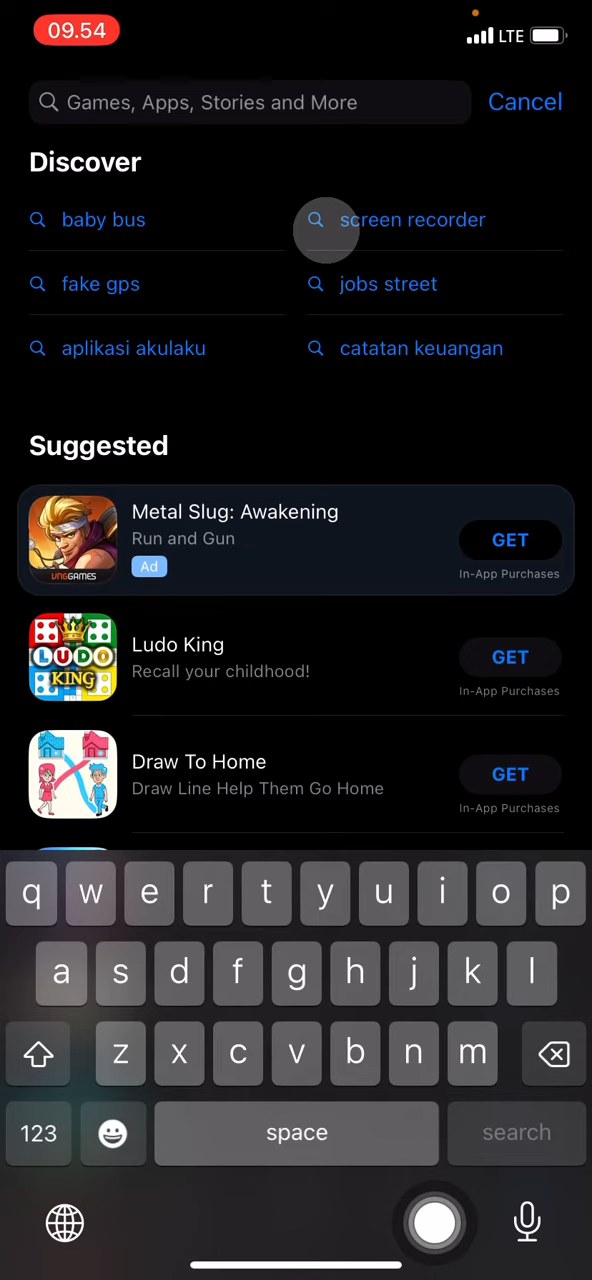 09.54
LTE
Games, Apps, Stories and More
Cancel
Discover
baby bus
screen recorder
fake gps
jobs street
aplikasi akulaku
catatan keuangan
Suggested
Metal Slug: Awakening
Run and Gun
Ad
GET
In-App Purchases
VNGGAMES
Ludo King
Recall your childhood!
GET
In-App Purchases
LUDO
KING
Draw To Home
Draw Line Help Them Go Home
GET
In-App Purchases
q w e r t y u i o p
a s d f g h j k l
z x c v b n m
123
space
search